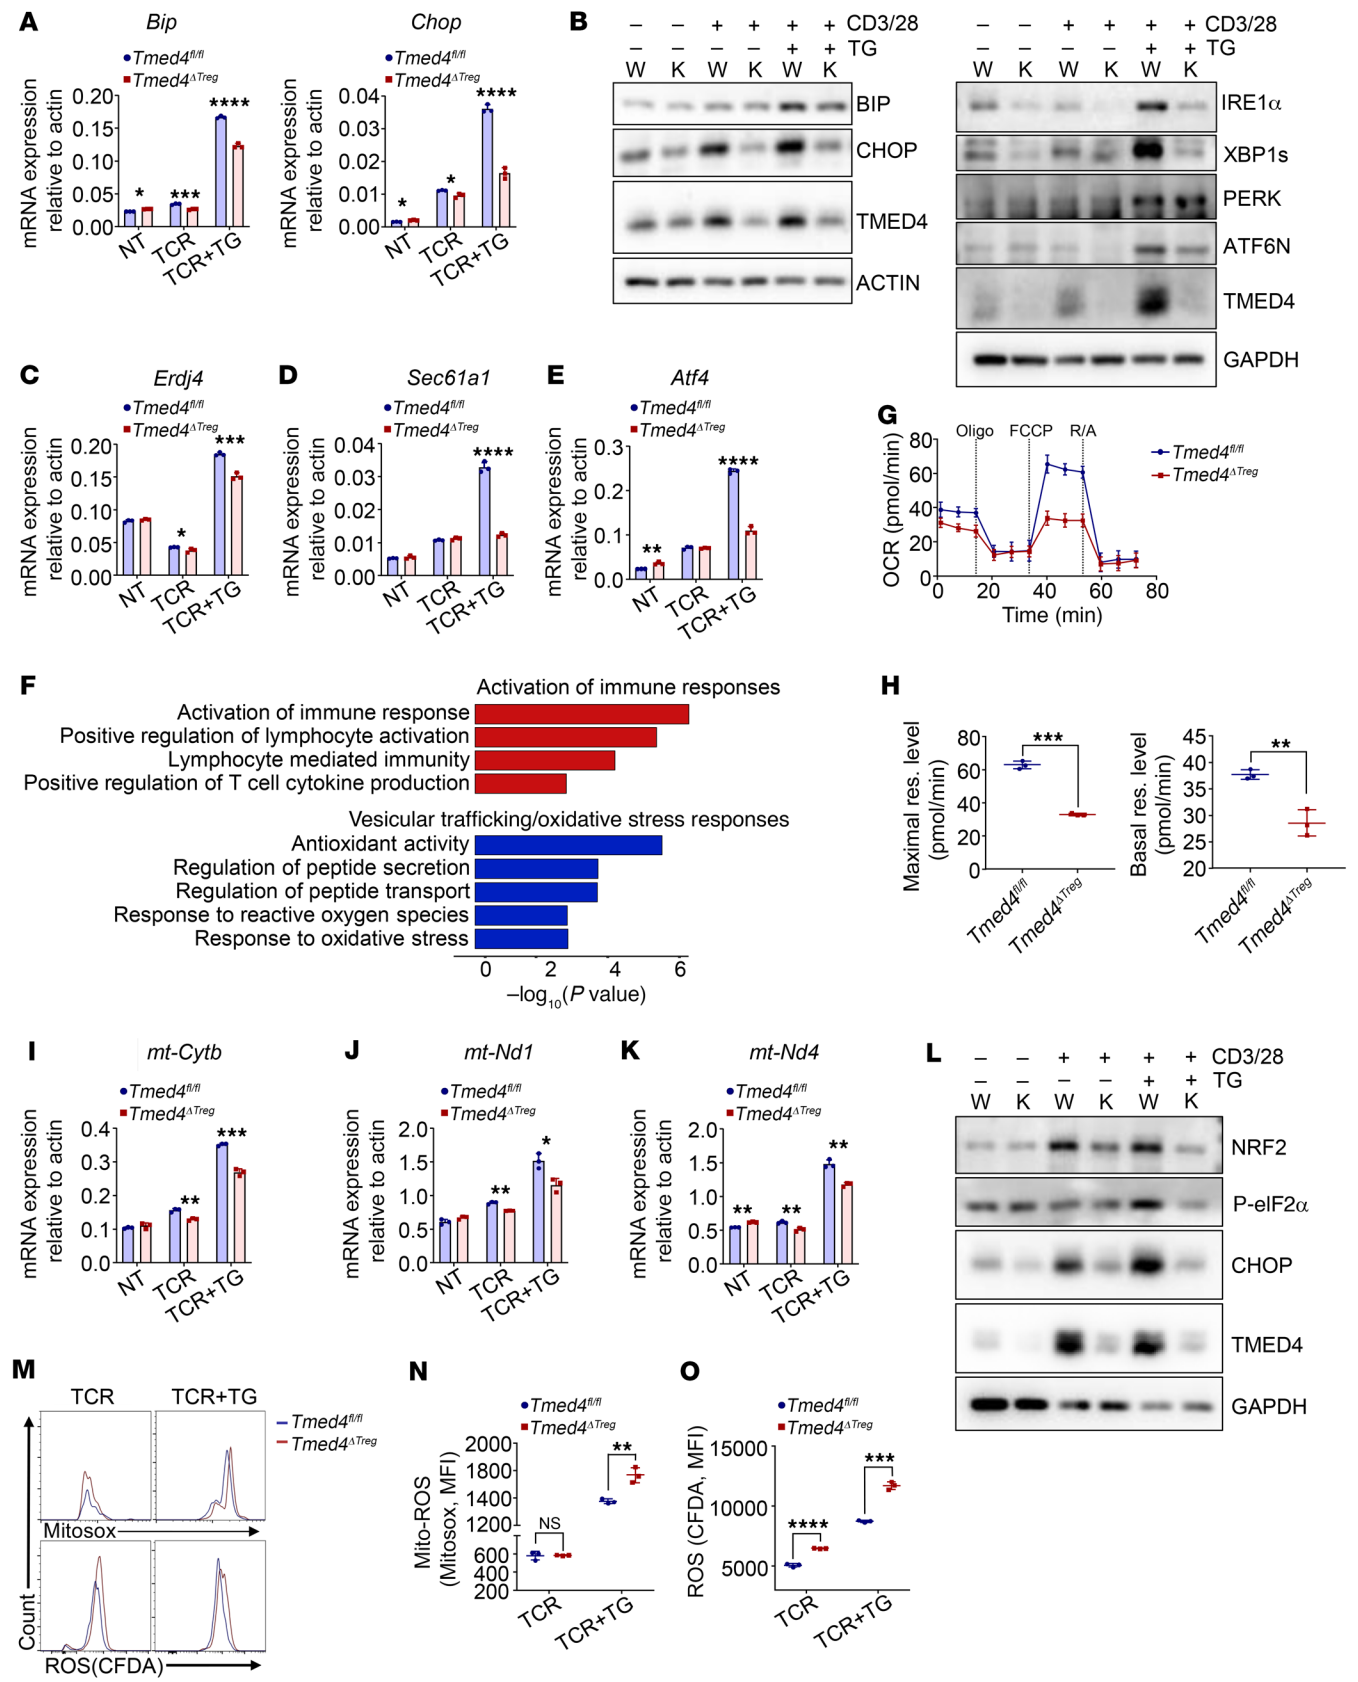 A
Bip
Tmed4fl/fl
Tmed4ΔTreg
mRNA expression
relative to actin
0.20
0.15
0.10
0.05
0.00
*
***
****
NT
TCR
TCR+TG
Chop
Tmed4fl/fl
Tmed4ΔTreg
mRNA expression
relative to actin
0.04
0.03
0.02
0.01
0.00
*
*
****
NT
TCR
TCR+TG
B
– – + + + + CD3/28
– – – – + + TG
W K W K W K
BIP
CHOP
TMED4
ACTIN
– – + + + + CD3/28
– – – – + + TG
W K W K W K
IRE1α
XBP1s
PERK
ATF6N
TMED4
GAPDH
C
Erdj4
Tmed4fl/fl
Tmed4ΔTreg
mRNA expression
relative to actin
0.20
0.15
0.10
0.05
0.00
*
***
NT
TCR
TCR+TG
D
Sec61a1
Tmed4fl/fl
Tmed4ΔTreg
mRNA expression
relative to actin
0.04
0.03
0.02
0.01
0.00
****
NT
TCR
TCR+TG
E
Atf4
Tmed4fl/fl
Tmed4ΔTreg
mRNA expression
relative to actin
0.3
0.2
0.1
0.0
**
****
NT
TCR
TCR+TG
G
Oligo FCCP R/A
Tmed4fl/fl
Tmed4ΔTreg
OCR (pmol/min)
80
60
40
20
0
0 20 40 60 80
Time (min)
F
Activation of immune responses
Activation of immune response
Positive regulation of lymphocyte activation
Lymphocyte mediated immunity
Positive regulation of T cell cytokine production
Vesicular trafficking/oxidative stress responses
Antioxidant activity
Regulation of peptide secretion
Regulation of peptide transport
Response to reactive oxygen species
Response to oxidative stress
0 2 4 6
–log10(P value)
H
Maximal res. level
(pmol/min)
80
60
40
20
0
***
Tmed4fl/fl
Tmed4ΔTreg
Basal res. level
(pmol/min)
45
40
35
30
25
20
**
Tmed4fl/fl
Tmed4ΔTreg
I
mt-Cytb
Tmed4fl/fl
Tmed4ΔTreg
mRNA expression
relative to actin
0.4
0.3
0.2
0.1
0.0
**
***
NT
TCR
TCR+TG
J
mt-Nd1
Tmed4fl/fl
Tmed4ΔTreg
mRNA expression
relative to actin
2.0
1.5
1.0
0.5
0.0
**
*
NT
TCR
TCR+TG
K
mt-Nd4
Tmed4fl/fl
Tmed4ΔTreg
mRNA expression
relative to actin
2.0
1.5
1.0
0.5
0.0
**
**
**
NT
TCR
TCR+TG
L
– – + + + + CD3/28
– – – – + + TG
W K W K W K
NRF2
P-eIF2α
CHOP
TMED4
GAPDH
M
TCR
TCR+TG
Tmed4fl/fl
Tmed4ΔTreg
Mitosox
Count
ROS(CFDA)
N
Tmed4fl/fl
Tmed4ΔTreg
Mito-ROS
(Mitosox, MFI)
2000
1800
1400
1200
600
400
200
NS
**
TCR
TCR+TG
O
Tmed4fl/fl
Tmed4ΔTreg
ROS (CFDA, MFI)
15000
10000
5000
****
***
TCR
TCR+TG